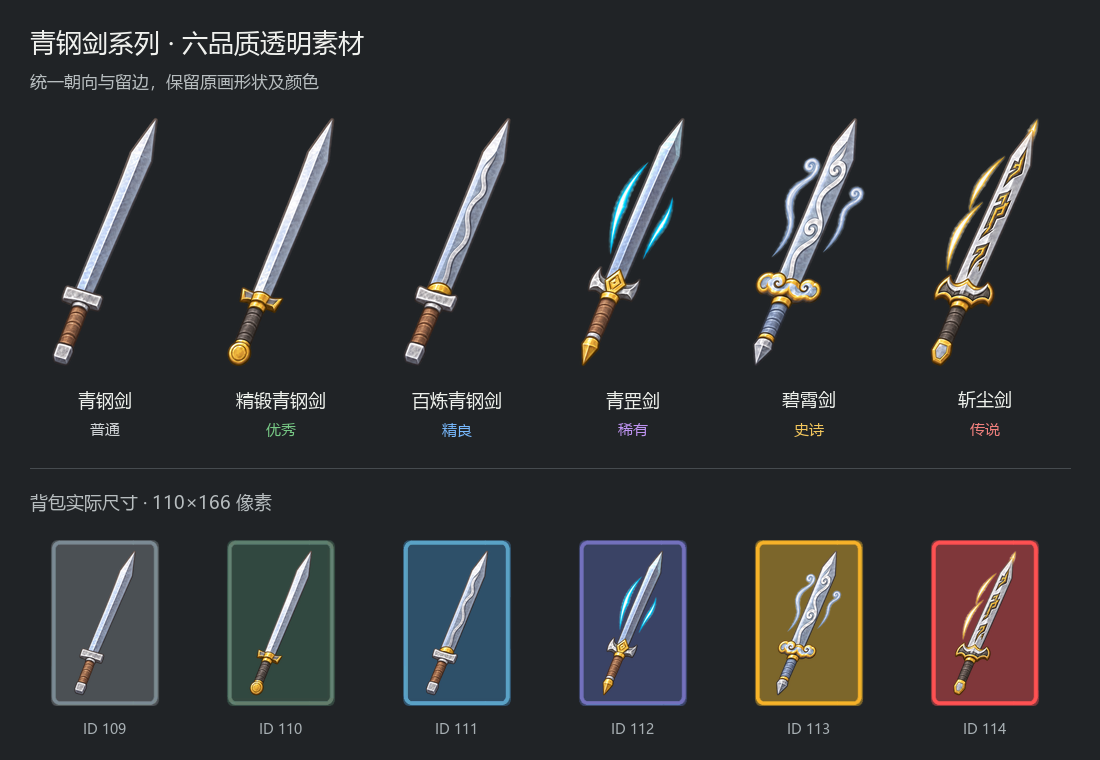 青钢剑系列 · 六品质透明素材
统一朝向与留边，保留原画形状及颜色
青钢剑 精锻青钢剑 百炼青钢剑 青罡剑 碧霄剑 斩尘剑
普通 优秀 精良 稀有 史诗 传说
背包实际尺寸 · 110×166 像素
ID 109 ID 110 ID 111 ID 112 ID 113 ID 114